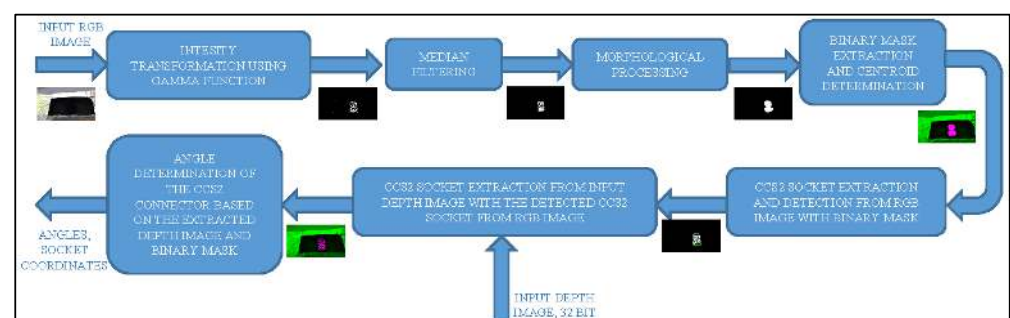 INPUT RGB
IMAGE
INTESITY
TRANSFORMATION USING
GAMMA FUNCTION
MEDIAN
FILTERING
MORPHOLOGICAL
PROCESSING
BINARY MASK
EXTRACTION
AND CENTROID
DETERMINATION
CCS2 SOCKET EXTRACTION
AND DETECTION FROM RGB
IMAGE WITH BINARY MASK
CCS2 SOCKET EXTRACTION FROM INPUT
DEPTH IMAGE WITH THE DETECTED CCS2
SOCKET FROM RGB IMAGE
INPUT DEPTH
IMAGE, 32 BIT
ANGLE
DETERMINATION OF
THE CCS2
CONNECTOR BASED
ON THE EXTRACTED
DEPTH IMAGE AND
BINARY MASK
ANGLES,
SOCKET
COORDINATES